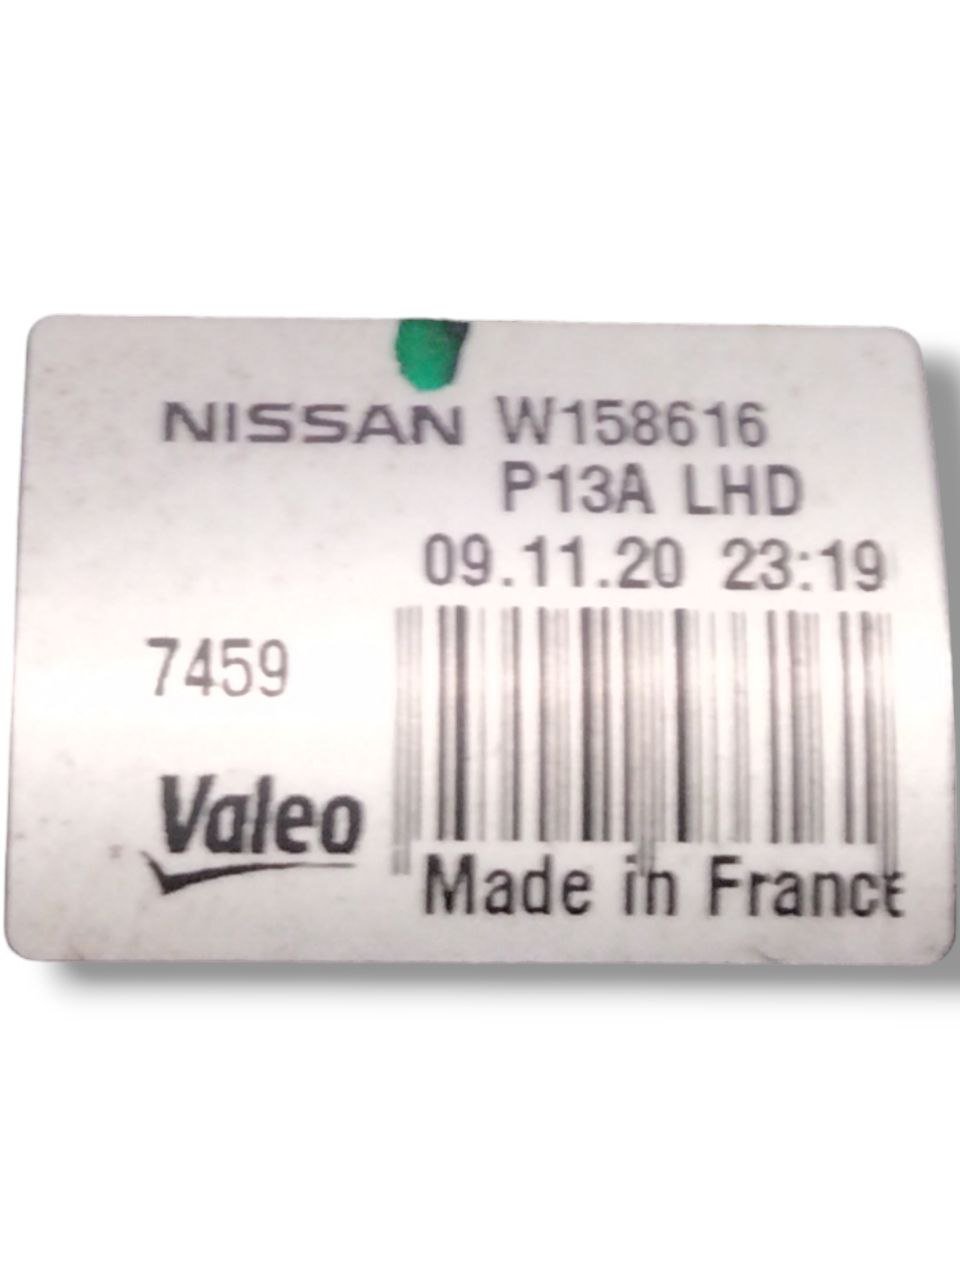 NISSAN W158616
P13A LHD
09.11.20 23:19
7459
Valeo
Made in France